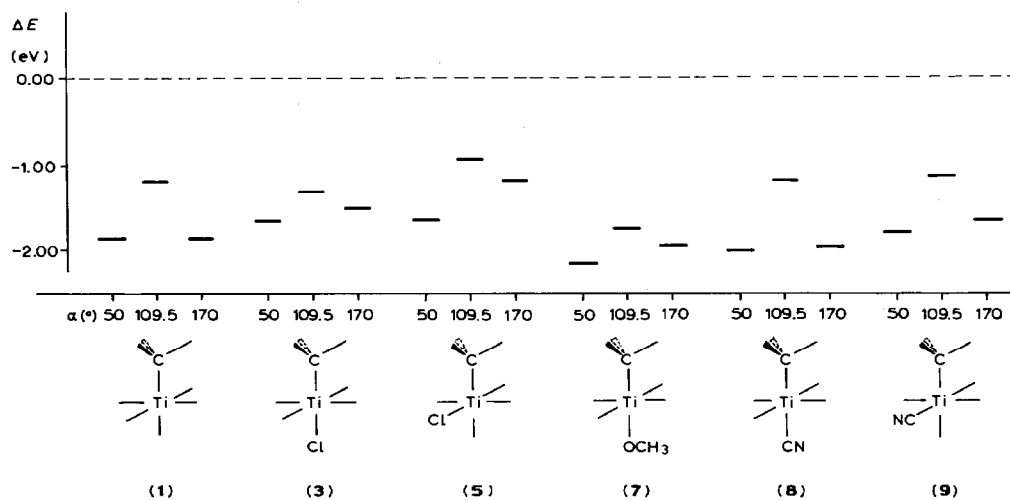 ΔE
(eV)
0.00
-1.00
-2.00
α (°) 50 109.5 170 50 109.5 170 50 109.5 170 50 109.5 170 50 109.5 170 50 109.5 170
C C C C C C
Ti Ti Cl Ti Ti Ti NC Ti
Cl OCH3 CN
(1) (3) (5) (7) (8) (9)